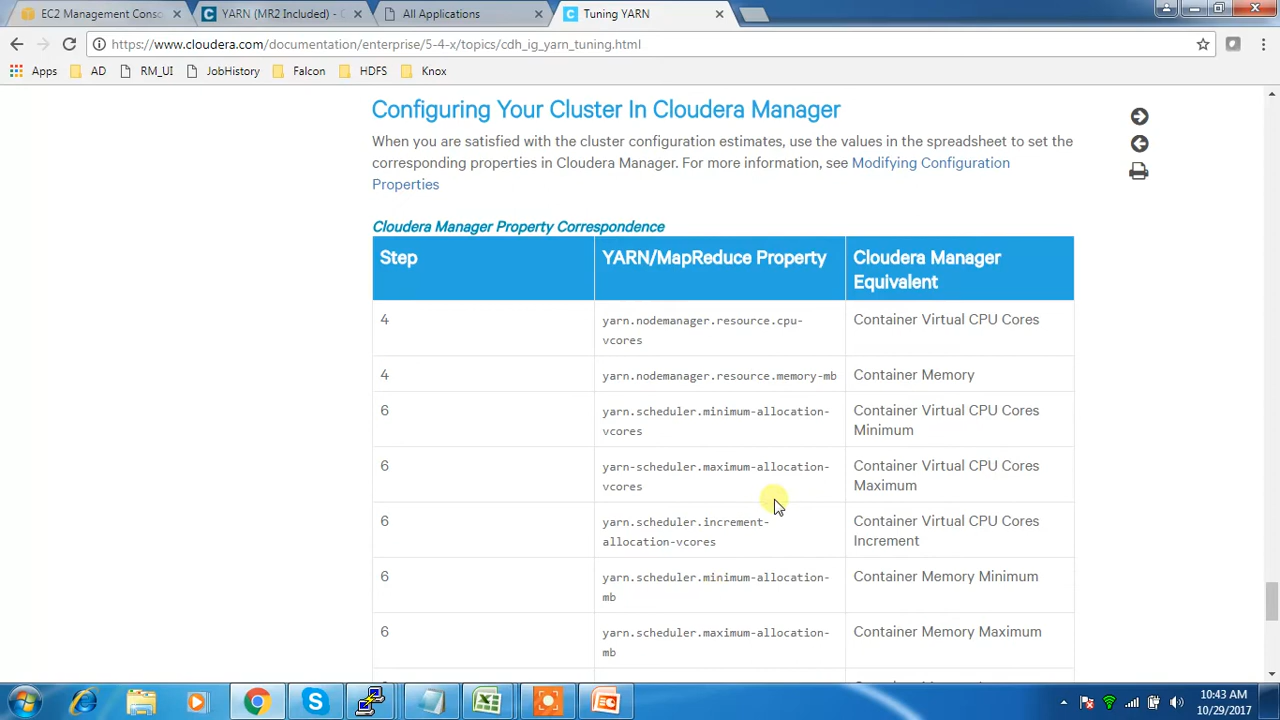 EC2 Management Conso
YARN (MR2 Included) - C
All Applications
Tuning YARN
https://www.cloudera.com/documentation/enterprise/5-4-x/topics/cdh_ig_yarn_tuning.html
Apps
AD
RM_UI
JobHistory
Falcon
HDFS
Knox
Configuring Your Cluster In Cloudera Manager
When you are satisfied with the cluster configuration estimates, use the values in the spreadsheet to set the
corresponding properties in Cloudera Manager. For more information, see Modifying Configuration
Properties
Cloudera Manager Property Correspondence
Step
YARN/MapReduce Property
Cloudera Manager
Equivalent
4
yarn.nodemanager.resource.cpu-
vcores
Container Virtual CPU Cores
4
yarn.nodemanager.resource.memory-mb
Container Memory
6
yarn.scheduler.minimum-allocation-
vcores
Container Virtual CPU Cores
Minimum
6
yarn-scheduler.maximum-allocation-
vcores
Container Virtual CPU Cores
Maximum
6
yarn.scheduler.increment-
allocation-vcores
Container Virtual CPU Cores
Increment
6
yarn.scheduler.minimum-allocation-
mb
Container Memory Minimum
6
yarn.scheduler.maximum-allocation-
mb
Container Memory Maximum
10:43 AM
10/29/2017